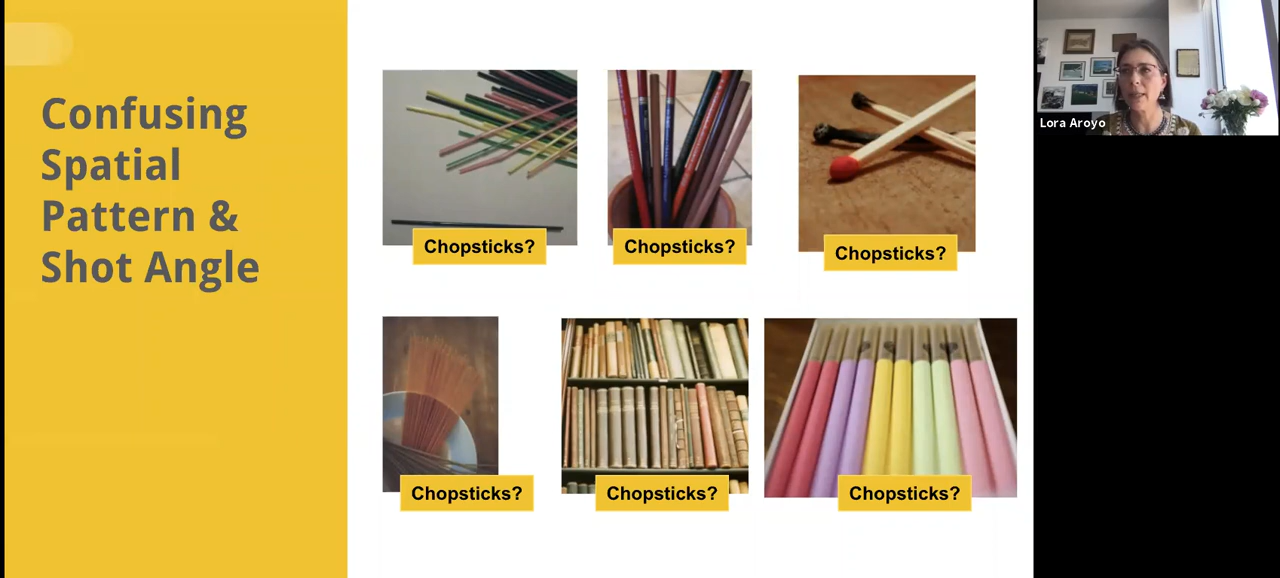 Confusing
Spatial
Pattern &
Shot Angle
Chopsticks?
Chopsticks?
Chopsticks?
Chopsticks?
Chopsticks?
Chopsticks?
Lora Aroyo